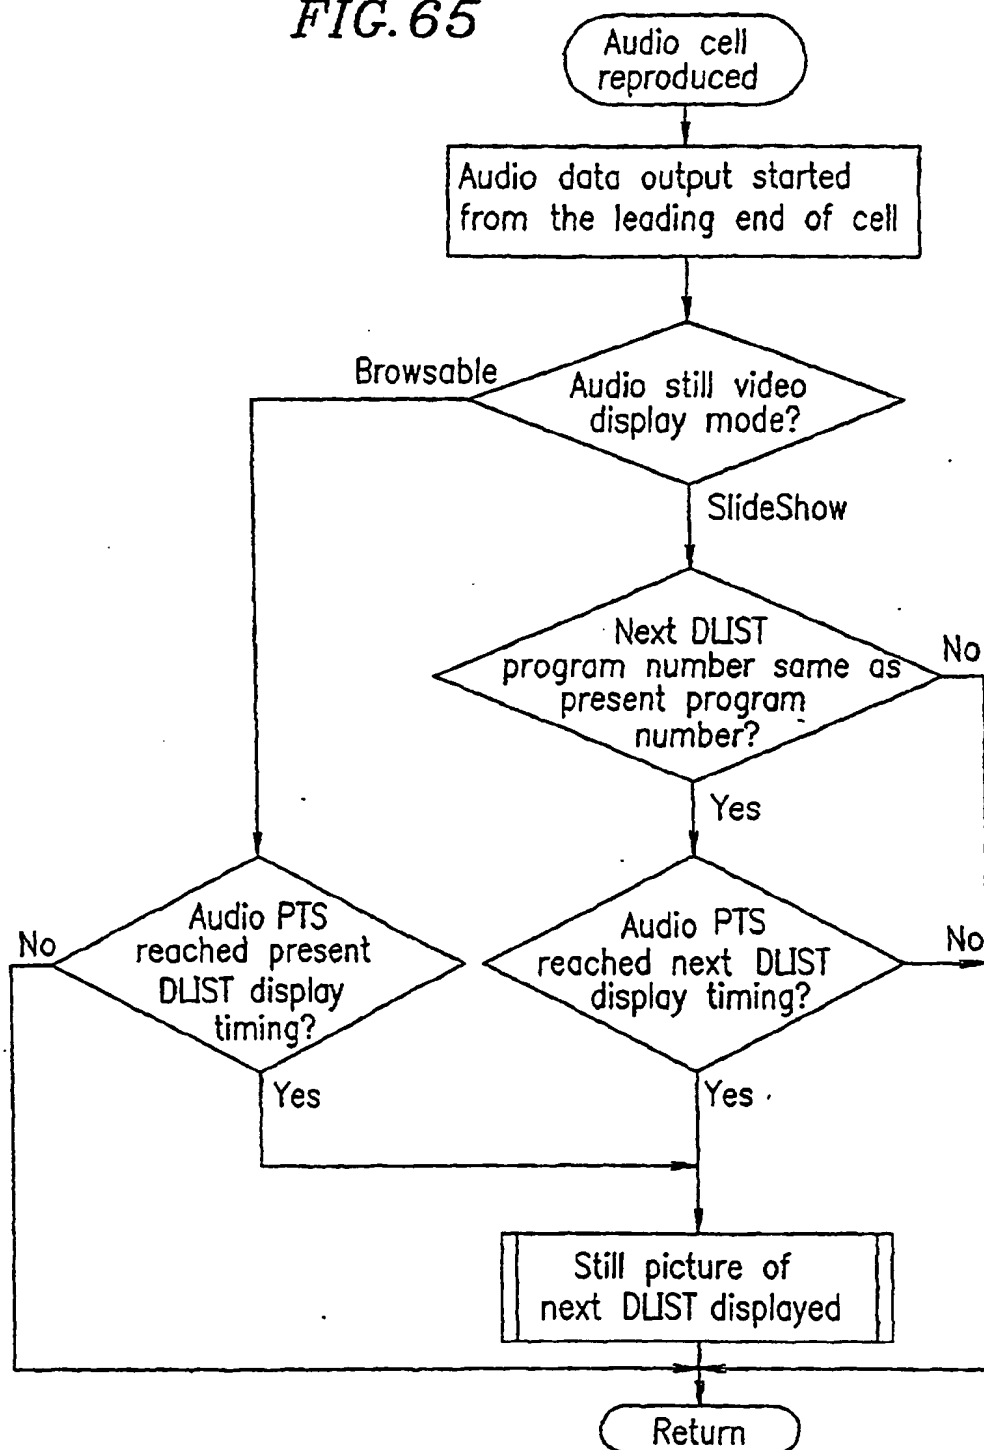 FIG. 65
Audio cell
reproduced
Audio data output started
from the leading end of cell
Browsable
Audio still video
display mode?
SlideShow
Next DLIST
program number same as
present program
number?
No
Yes
Audio PTS
reached present
DLIST display
timing?
No
Yes
Audio PTS
reached next DLIST
display timing?
No
Yes
Still picture of
next DLIST displayed
Return